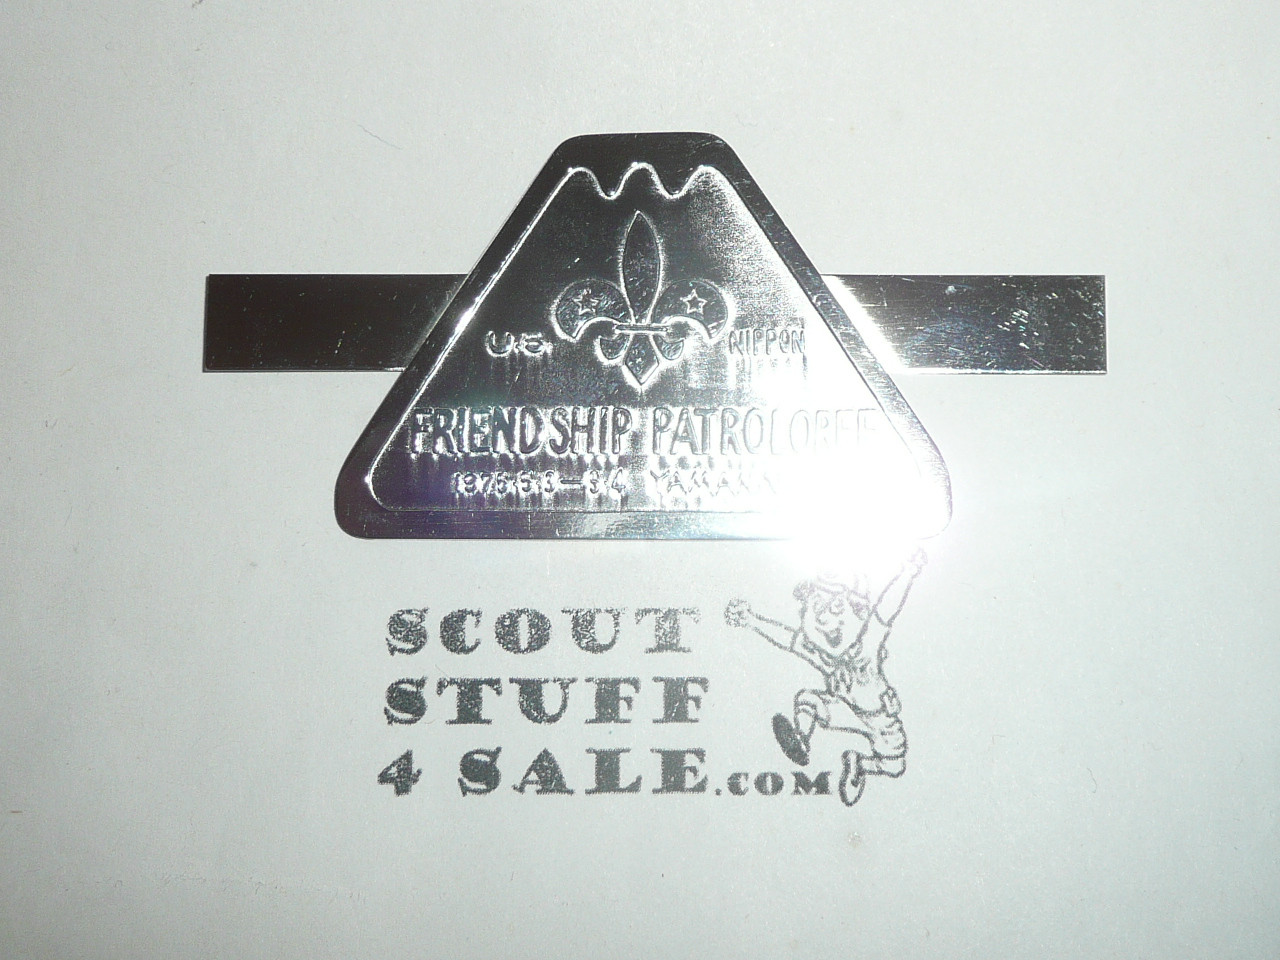 U.S. NIPPON
FRIENDSHIP PATROLOREE
SCOUT
STUFF
4 SALE.COM